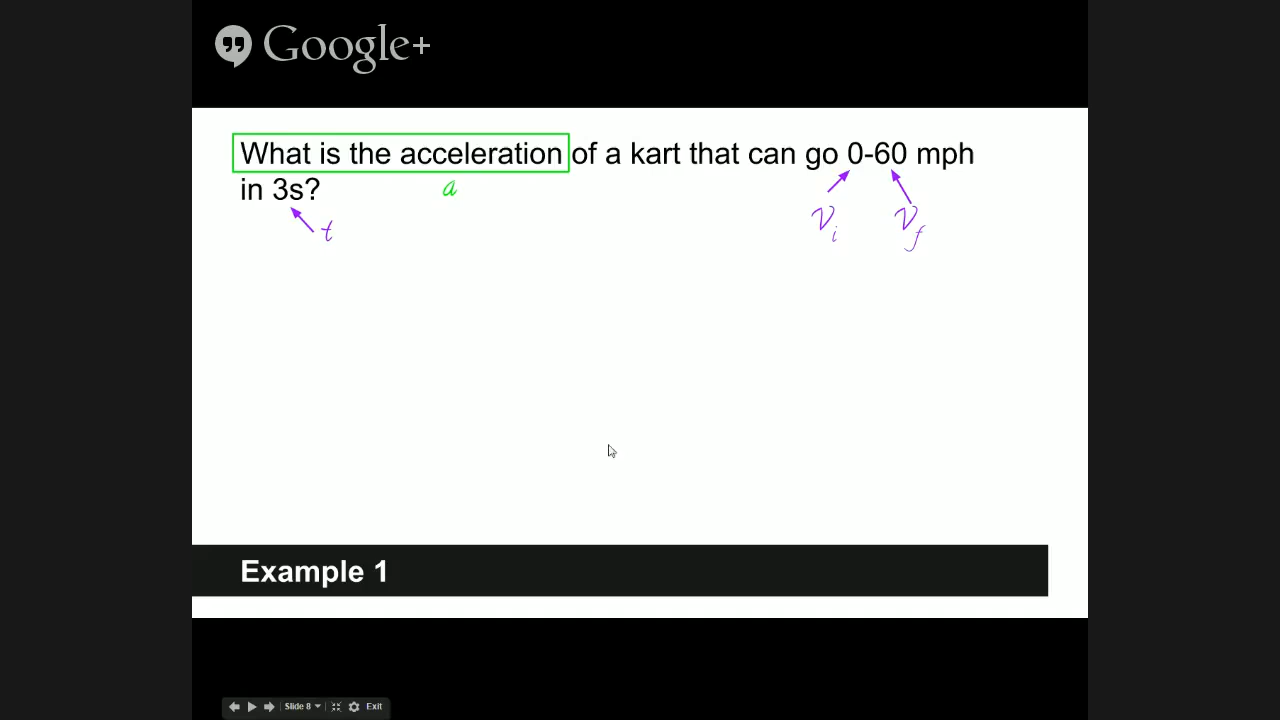 Google+
What is the acceleration of a kart that can go 0-60 mph
in 3s?
a
t
Vi
Vf
Example 1
Slide 8
Exit